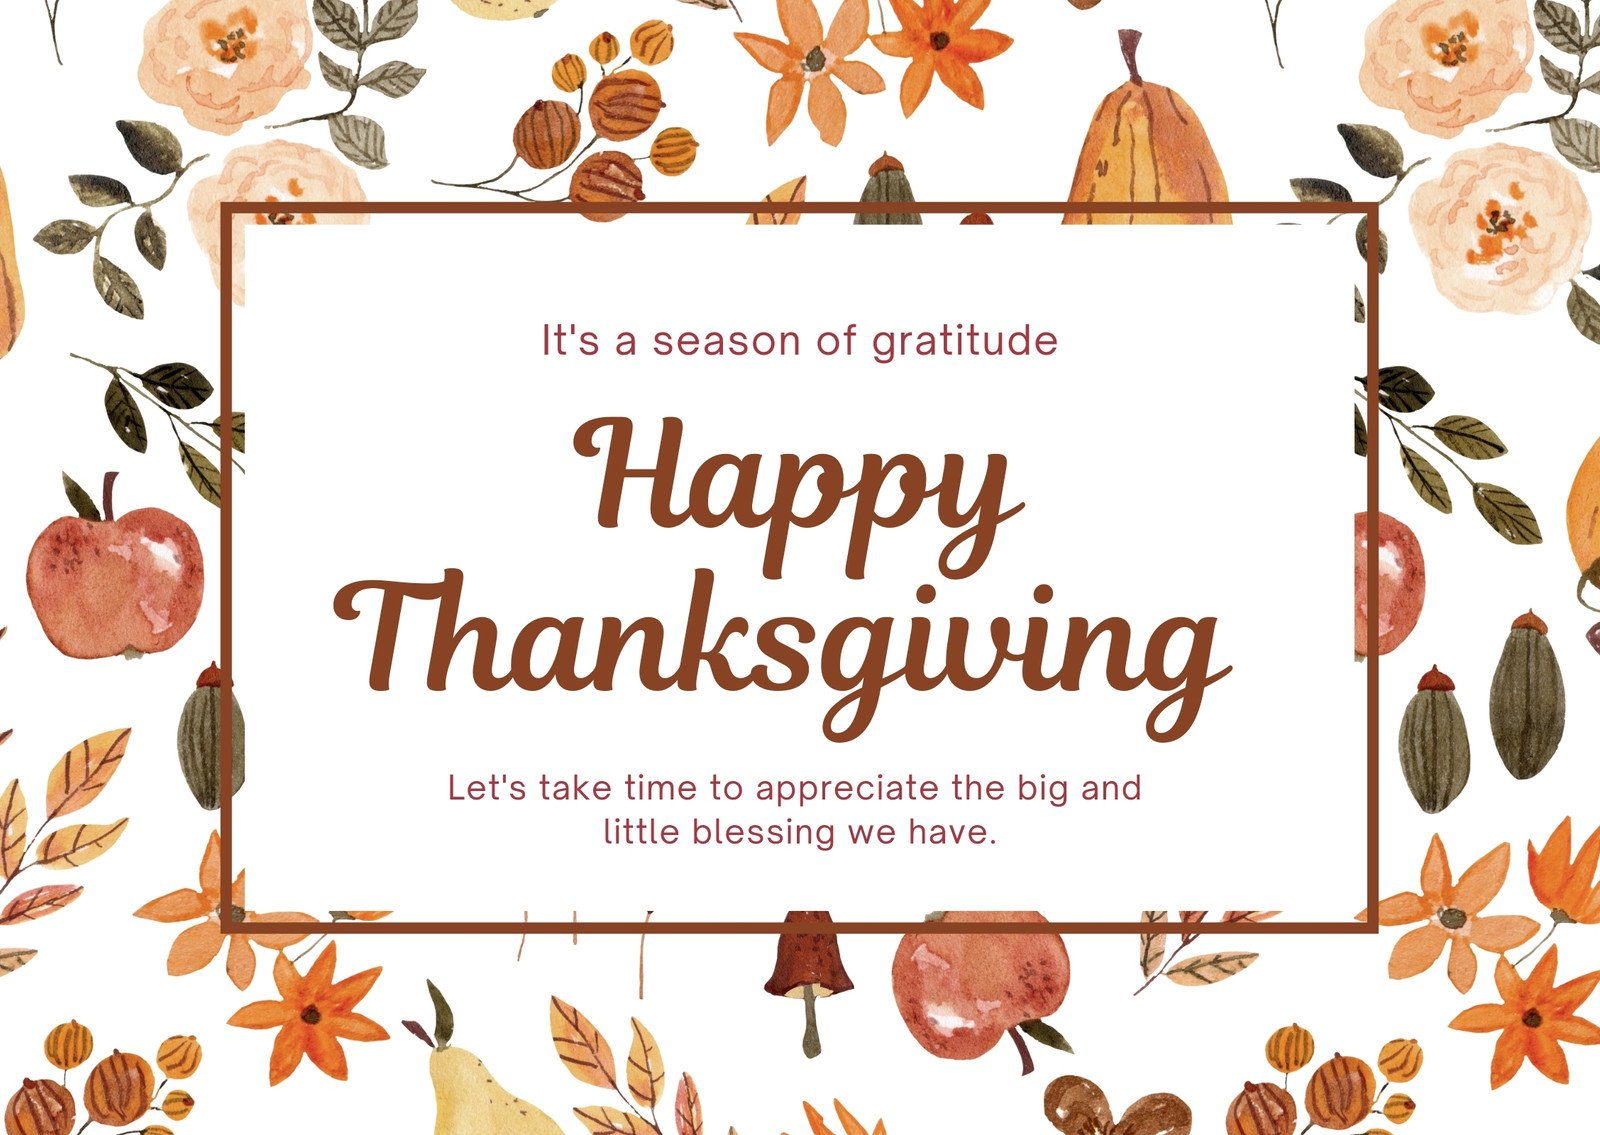 It's a season of gratitude
Happy
Thanksgiving
Let's take time to appreciate the big and
little blessing we have.